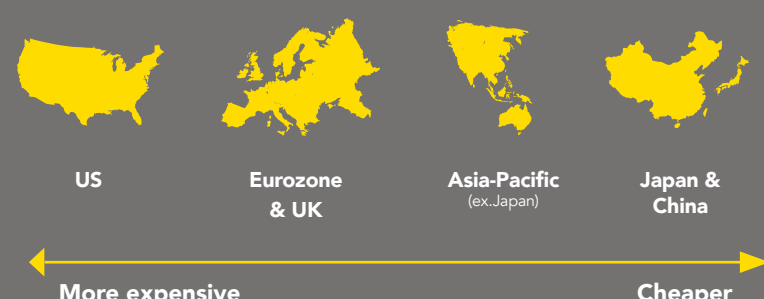 US
Eurozone
& UK
Asia-Pacific
(ex.Japan)
Japan &
China
More expensive
Cheaper